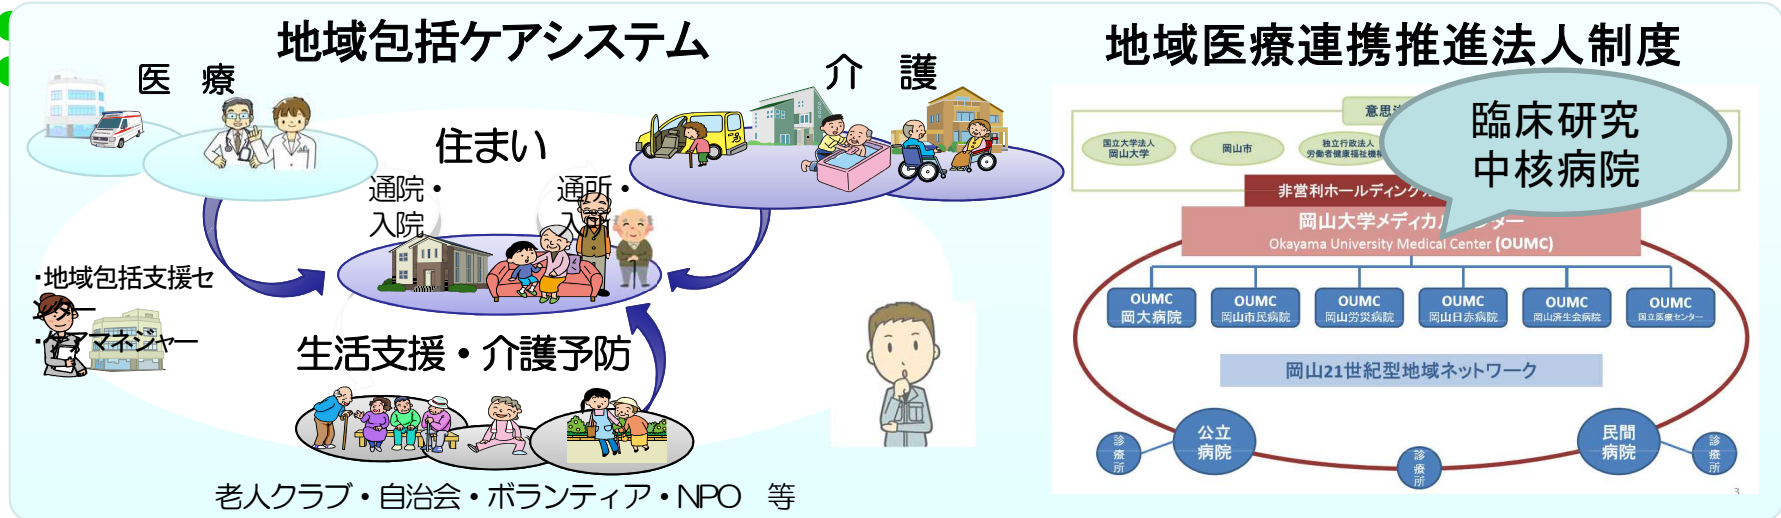 地域包括ケアシステム
医 療
介 護
住まい
通院・
入院
通所・
入所
・地域包括支援セ
ンター
・ケアマネジャー
生活支援・介護予防
老人クラブ・自治会・ボランティア・NPO 等
地域医療連携推進法人制度
臨床研究
中核病院
意思
国立大学法人
岡山大学
岡山市
独立行政法人
労働者健康福祉機構
非営利ホールディング
岡山大学メディカルセンター
Okayama University Medical Center (OUMC)
OUMC
岡大病院
OUMC
岡山市民病院
OUMC
岡山労災病院
OUMC
岡山日赤病院
OUMC
岡山済生会病院
OUMC
国立医療センター
岡山21世紀型地域ネットワーク
診療所
公立
病院
診療所
民間
病院
診療所
3